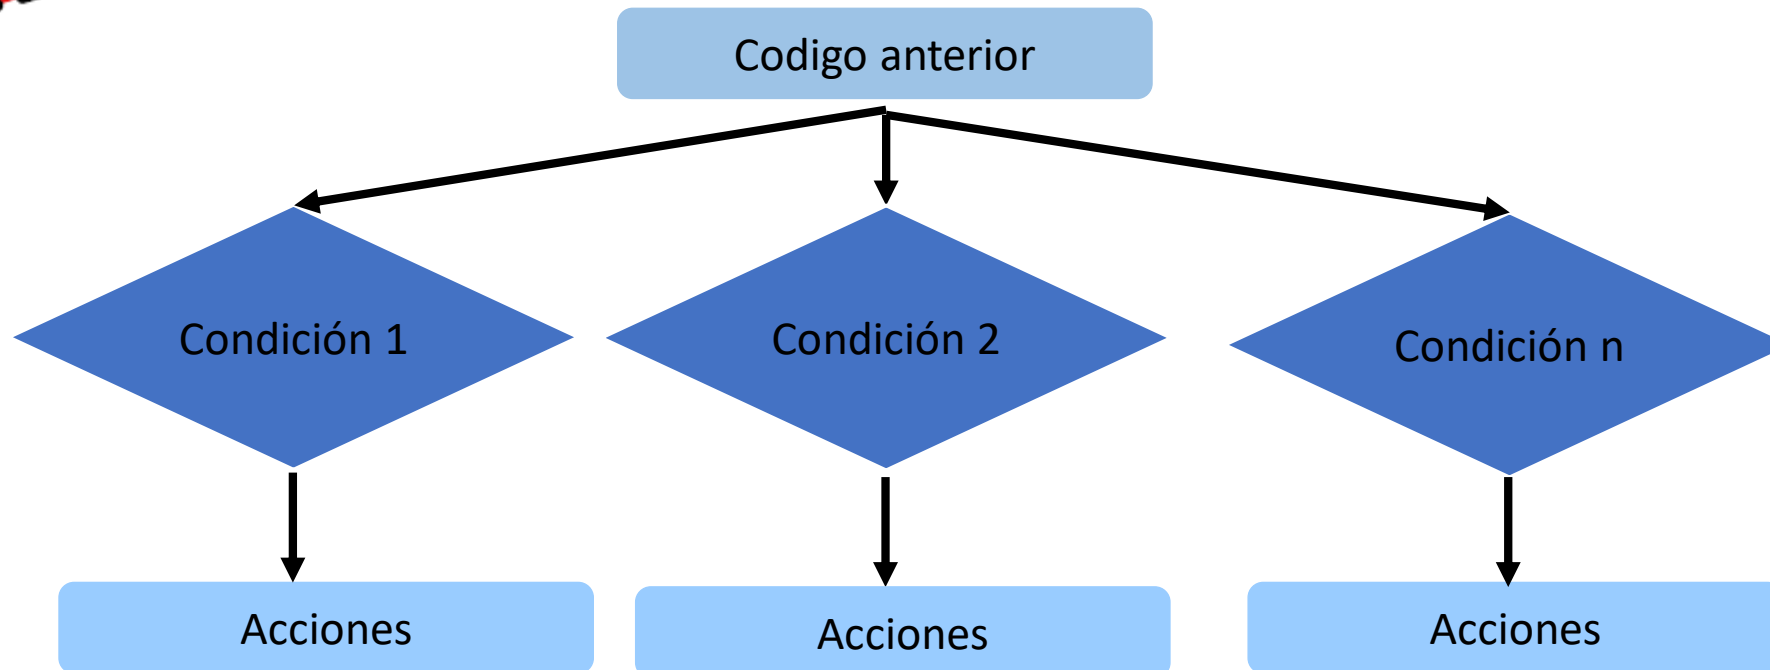 Codigo anterior
Condición 1
Condición 2
Condición n
Acciones
Acciones
Acciones